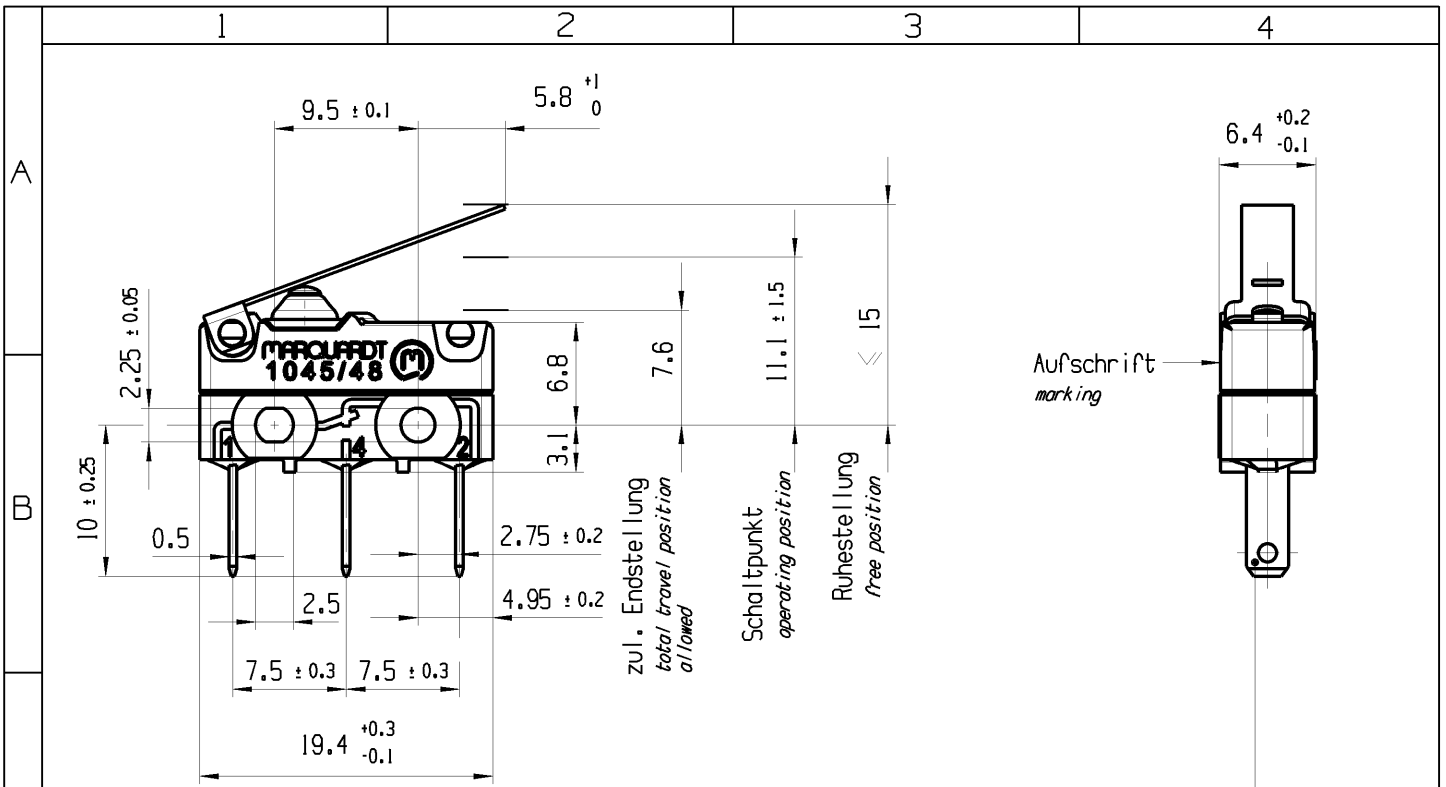 1 2 3 4
A
B
9.5 ±0.1
5.8 +1 0
6.4 +0.2 -0.1
2.25 ±0.05
10 ±0.25
MARQUARDT M
1045/48
1 4 2
6.8
3.1
7.6
11.1 ±1.5
≤ 15
Aufschrift
marking
0.5
2.5
2.75 ±0.2
4.95 ±0.2
7.5 ±0.3
7.5 ±0.3
19.4 +0.3 -0.1
zul. Endstellung
total travel position
allowed
Schaltpunkt
operating position
Ruhestellung
free position